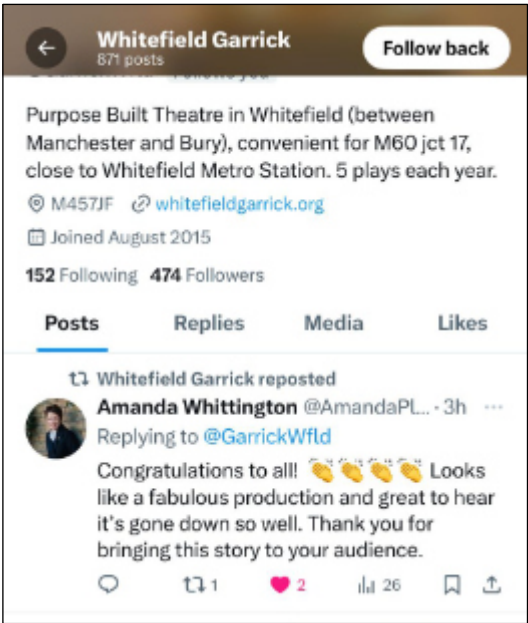 Whitefield Garrick
871 posts
Follow back
Purpose Built Theatre in Whitefield (between
Manchester and Bury), convenient for M60 jct 17,
close to Whitefield Metro Station. 5 plays each year.
M457JF whitefieldgarrick.org
Joined August 2015
152 Following 474 Followers
Posts Replies Media Likes
Whitefield Garrick reposted
Amanda Whittington @AmandaPL... · 3h ...
Replying to @GarrickWfld
Congratulations to all! 👏👏👏👏 Looks
like a fabulous production and great to hear
it's gone down so well. Thank you for
bringing this story to your audience.
1 2 26